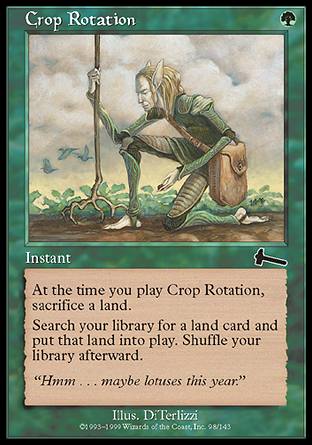 Crop Rotation
Instant
At the time you play Crop Rotation,
sacrifice a land.
Search your library for a land card and
put that land into play. Shuffle your
library afterward.
“Hmm . . . maybe lotuses this year.”
Illus. DiTerlizzi
©1993–1999 Wizards of the Coast, Inc. 98/143